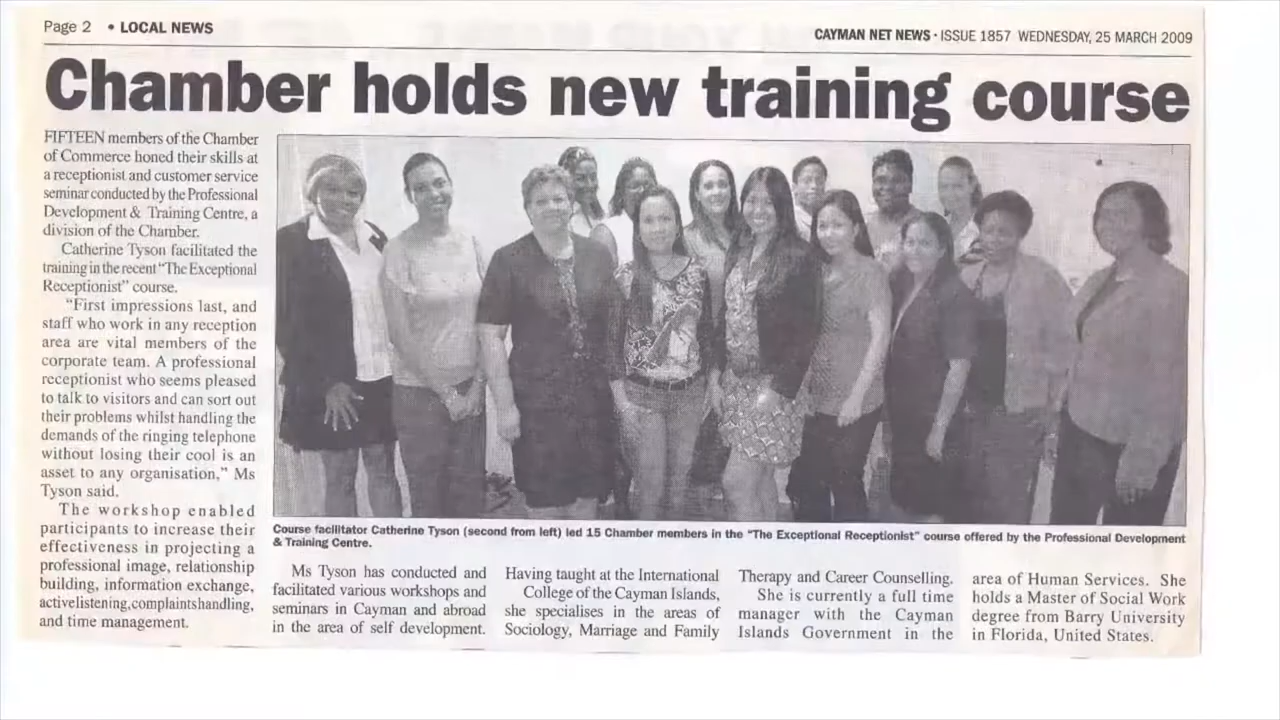 Page 2 • LOCAL NEWS
CAYMAN NET NEWS • ISSUE 1857 WEDNESDAY, 25 MARCH 2009
Chamber holds new training course
FIFTEEN members of the Chamber
of Commerce honed their skills at
a receptionist and customer service
seminar conducted by the Professional
Development & Training Centre, a
division of the Chamber.
Catherine Tyson facilitated the
training in the recent "The Exceptional
Receptionist" course.
"First impressions last, and
staff who work in any reception
area are vital members of the
corporate team. A professional
receptionist who seems pleased
to talk to visitors and can sort out
their problems whilst handling the
demands of the ringing telephone
without losing their cool is an
asset to any organisation," Ms
Tyson said.
The workshop enabled
participants to increase their
effectiveness in projecting a
professional image, relationship
building, information exchange,
active listening, complaints handling,
and time management.
Course facilitator Catherine Tyson (second from left) led 15 Chamber members in the "The Exceptional Receptionist" course offered by the Professional Development
& Training Centre.
Ms Tyson has conducted and
facilitated various workshops and
seminars in Cayman and abroad
in the area of self development.
Having taught at the International
College of the Cayman Islands,
she specialises in the areas of
Sociology, Marriage and Family
Therapy and Career Counselling.
She is currently a full time
manager with the Cayman
Islands Government in the
area of Human Services. She
holds a Master of Social Work
degree from Barry University
in Florida, United States.